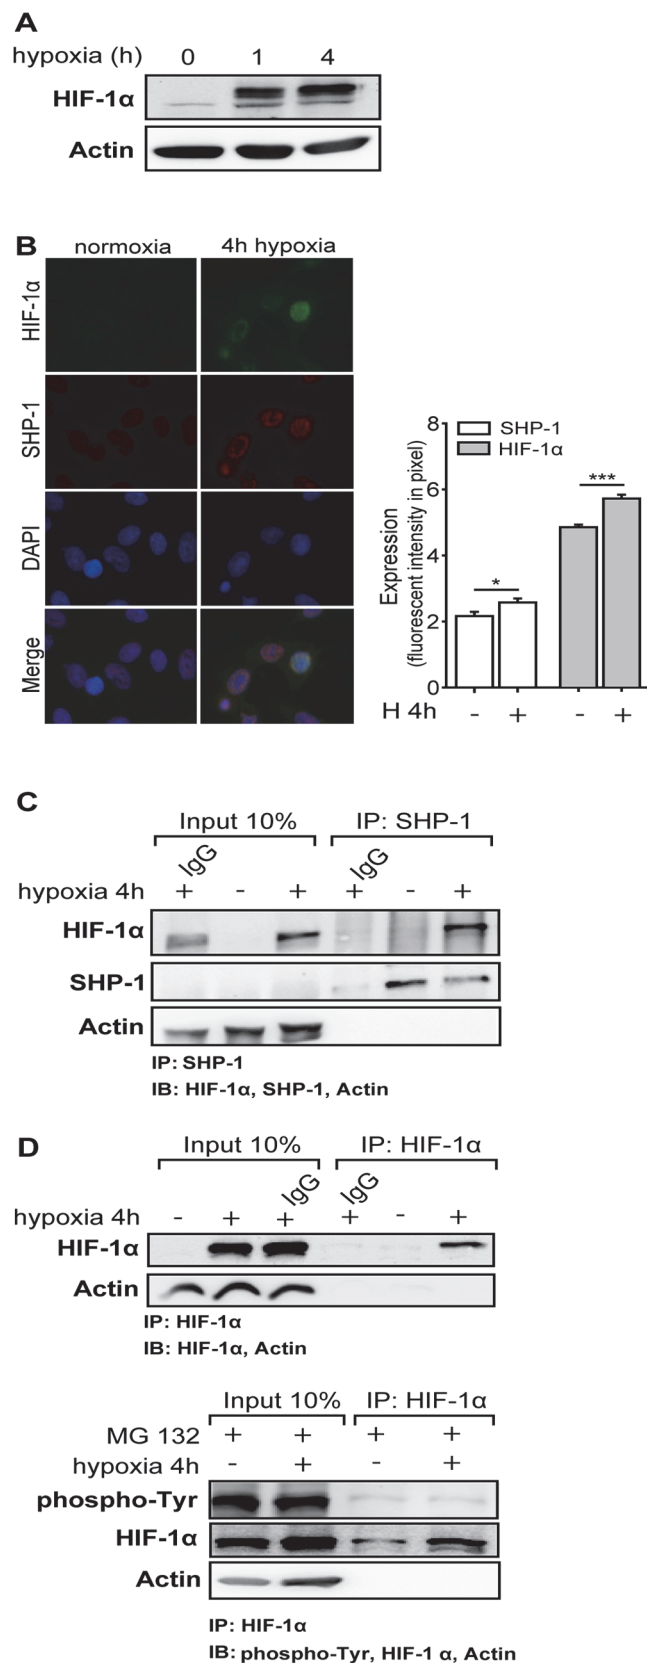 A
hypoxia (h) 0 1 4
HIF-1α
Actin
B
normoxia 4h hypoxia
HIF-1α
SHP-1
DAPI
Merge
Expression
(fluorescent intensity in pixel)
8
6
4
2
0
SHP-1
HIF-1α
*
***
H 4h - + - +
C
Input 10% IP: SHP-1
IgG IgG
hypoxia 4h + - + + - +
HIF-1α
SHP-1
Actin
IP: SHP-1
IB: HIF-1α, SHP-1, Actin
D
Input 10% IP: HIF-1α
IgG IgG
hypoxia 4h - + + + - +
HIF-1α
Actin
IP: HIF-1α
IB: HIF-1α, Actin
Input 10% IP: HIF-1α
MG 132 + + + +
hypoxia 4h - + - +
phospho-Tyr
HIF-1α
Actin
IP: HIF-1α
IB: phospho-Tyr, HIF-1 α, Actin